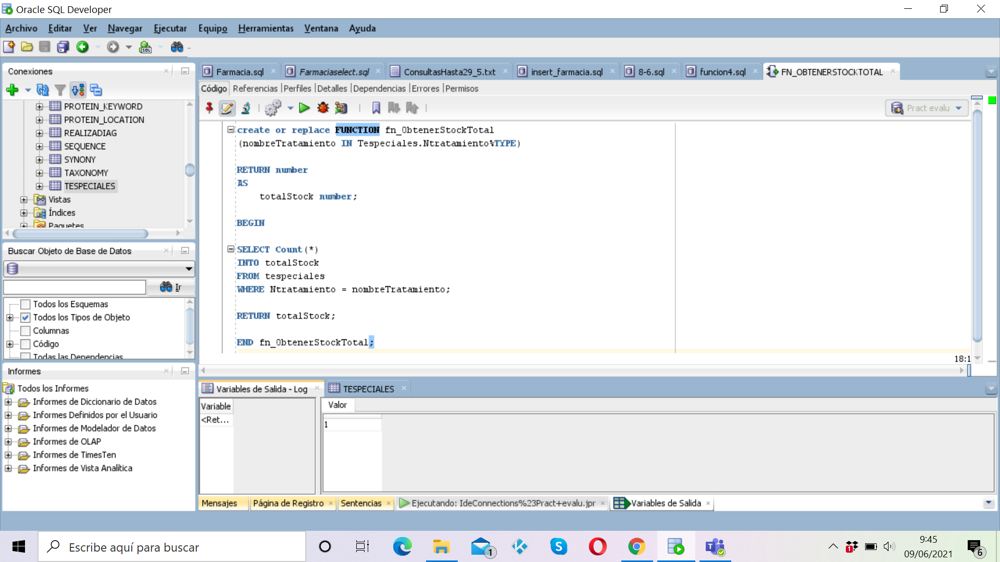 Oracle SQL Developer
Archivo Editar Ver Navegar Ejecutar Equipo Herramientas Ventana Ayuda
SQL
Conexiones
PROTEIN_KEYWORD
PROTEIN_LOCATION
REALIZADIAG
SEQUENCE
SYNONY
TAXONOMY
TESPECIALES
Vistas
Índices
Paquetes
Buscar Objeto de Base de Datos
Ir
Todos los Esquemas
Todos los Tipos de Objeto
Columnas
Código
Todas las Dependencias
Informes
Todos los Informes
Informes de Diccionario de Datos
Informes Definidos por el Usuario
Informes de Modelador de Datos
Informes de OLAP
Informes de TimesTen
Informes de Vista Analítica
Farmacia.sql Farmaciaselect.sql ConsultasHasta29_5.txt insert_farmacia.sql 8-6.sql funcion4.sql FN_OBTENERSTOCKTOTAL
Código Referencias Perfiles Detalles Dependencias Errores Permisos
Pract evalu
create or replace FUNCTION fn_ObtenerStockTotal
(nombreTratamiento IN Tespeciales.Ntratamiento%TYPE)
RETURN number
AS
totalStock number;
BEGIN
SELECT Count(*)
INTO totalStock
FROM tespeciales
WHERE Ntratamiento = nombreTratamiento;
RETURN totalStock;
END fn_ObtenerStockTotal;
18:1
Variables de Salida - Log TESPECIALES
Variable
<Ret...
Valor
1
Mensajes Página de Registro Sentencias Ejecutando: IdeConnections%23Pract+evalu.jpr Variables de Salida
Escribe aquí para buscar
1
1
9:45
09/06/2021
6